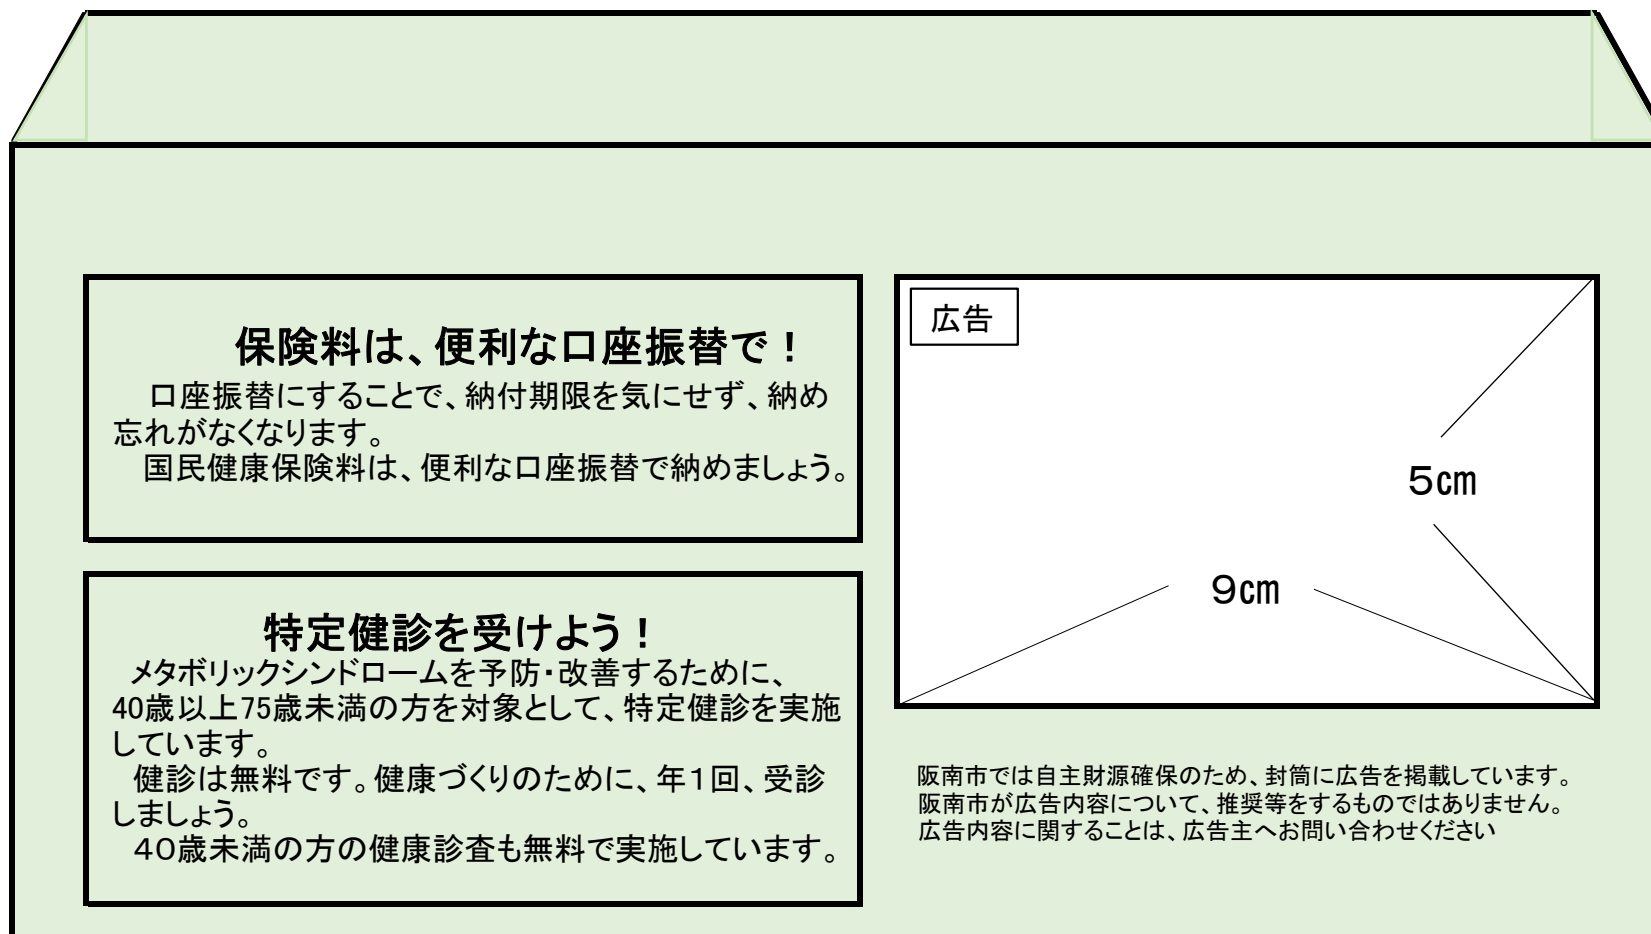 保険料は、便利な口座振替で！
口座振替にすることで、納付期限を気にせず、納め
忘れがなくなります。
国民健康保険料は、便利な口座振替で納めましょう。
特定健診を受けよう！
メタボリックシンドロームを予防・改善するために、
40歳以上75歳未満の方を対象として、特定健診を実施
しています。
健診は無料です。健康づくりのために、年１回、受診
しましょう。
４０歳未満の方の健康診査も無料で実施しています。
広告
５㎝
９㎝
阪南市では自主財源確保のため、封筒に広告を掲載しています。
阪南市が広告内容について、推奨等をするものではありません。
広告内容に関することは、広告主へお問い合わせください